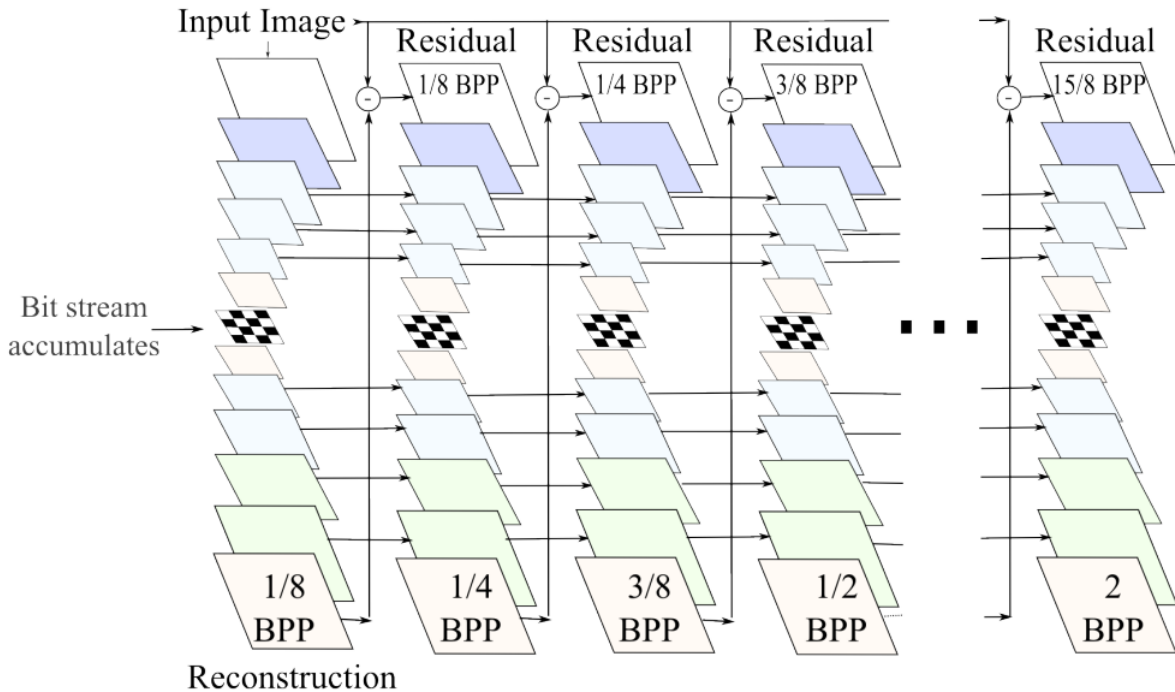 Input Image
Residual
Residual
Residual
Residual
1/8 BPP
1/4 BPP
3/8 BPP
15/8 BPP
-
-
-
-
Bit stream
accumulates
1/8
BPP
1/4
BPP
3/8
BPP
1/2
BPP
2
BPP
Reconstruction